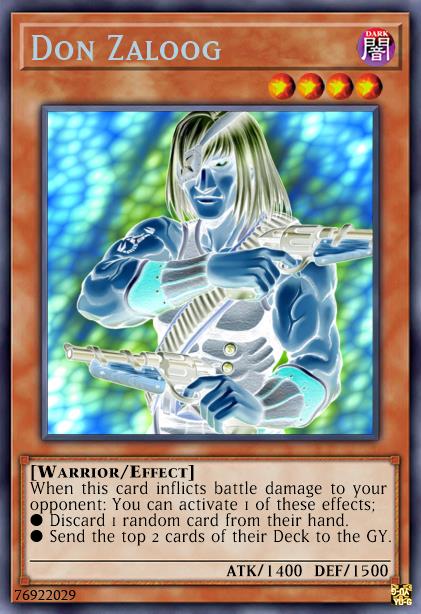 Don Zaloog
DARK
闇
[Warrior/Effect]
When this card inflicts battle damage to your
opponent: You can activate 1 of these effects;
● Discard 1 random card from their hand.
● Send the top 2 cards of their Deck to the GY.
ATK/1400 DEF/1500
76922029